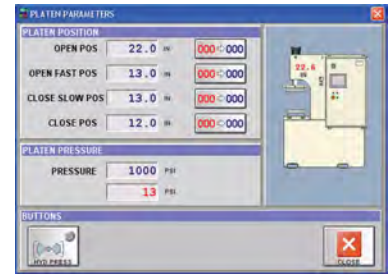 PLATEN PARAMETERS
PLATEN POSITION
OPEN POS 22.0 IN 000 000
OPEN FAST POS 13.0 IN 000 000
CLOSE SLOW POS 13.0 IN 000 000
CLOSE POS 12.0 IN 000 000
22.6
IN
PLATEN PRESSURE
PRESSURE 1000 PSI
13 PSI
BUTTONS
HYD PRESS
CLOSE